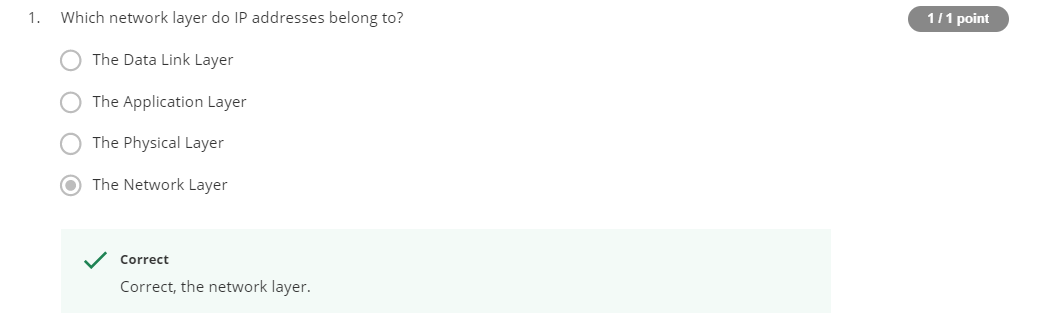 1. Which network layer do IP addresses belong to?
1 / 1 point
The Data Link Layer
The Application Layer
The Physical Layer
The Network Layer
Correct
Correct, the network layer.